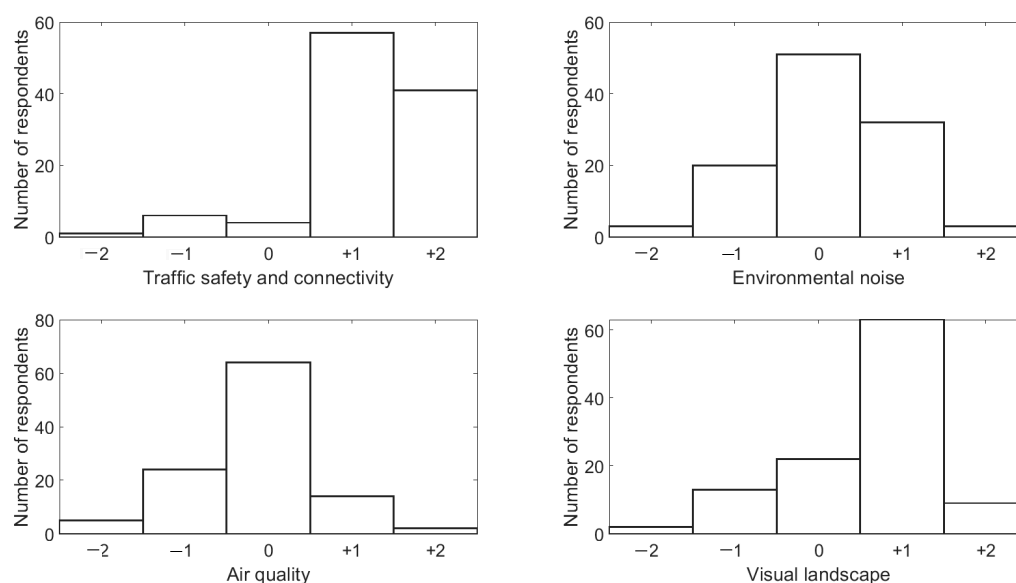 Number of respondents
60
40
20
0
−2 −1 0 +1 +2
Traffic safety and connectivity
Number of respondents
60
40
20
0
−2 −1 0 +1 +2
Environmental noise
Number of respondents
80
60
40
20
0
−2 −1 0 +1 +2
Air quality
Number of respondents
60
40
20
0
−2 −1 0 +1 +2
Visual landscape